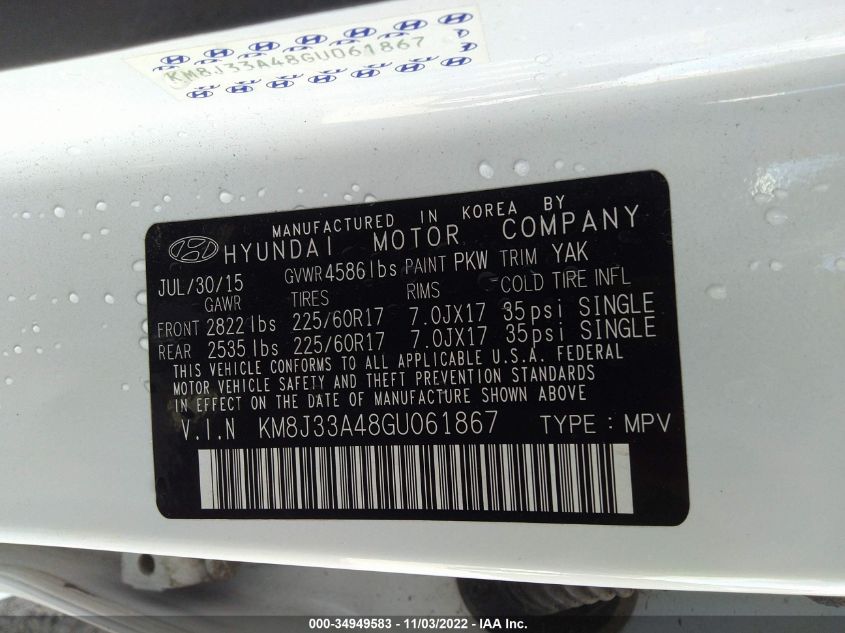 KM8J33A48GU061867
MANUFACTURED IN KOREA BY
HYUNDAI MOTOR COMPANY
JUL/30/15 GVWR 4586 lbs PAINT PKW TRIM YAK
GAWR TIRES RIMS COLD TIRE INFL
FRONT 2822 lbs 225/60R17 7.0JX17 35psi SINGLE
REAR 2535 lbs 225/60R17 7.0JX17 35psi SINGLE
THIS VEHICLE CONFORMS TO ALL APPLICABLE U.S.A. FEDERAL
MOTOR VEHICLE SAFETY AND THEFT PREVENTION STANDARDS
IN EFFECT ON THE DATE OF MANUFACTURE SHOWN ABOVE
V.I.N KM8J33A48GU061867 TYPE : MPV
000-34949583 - 11/03/2022 - IAA Inc.